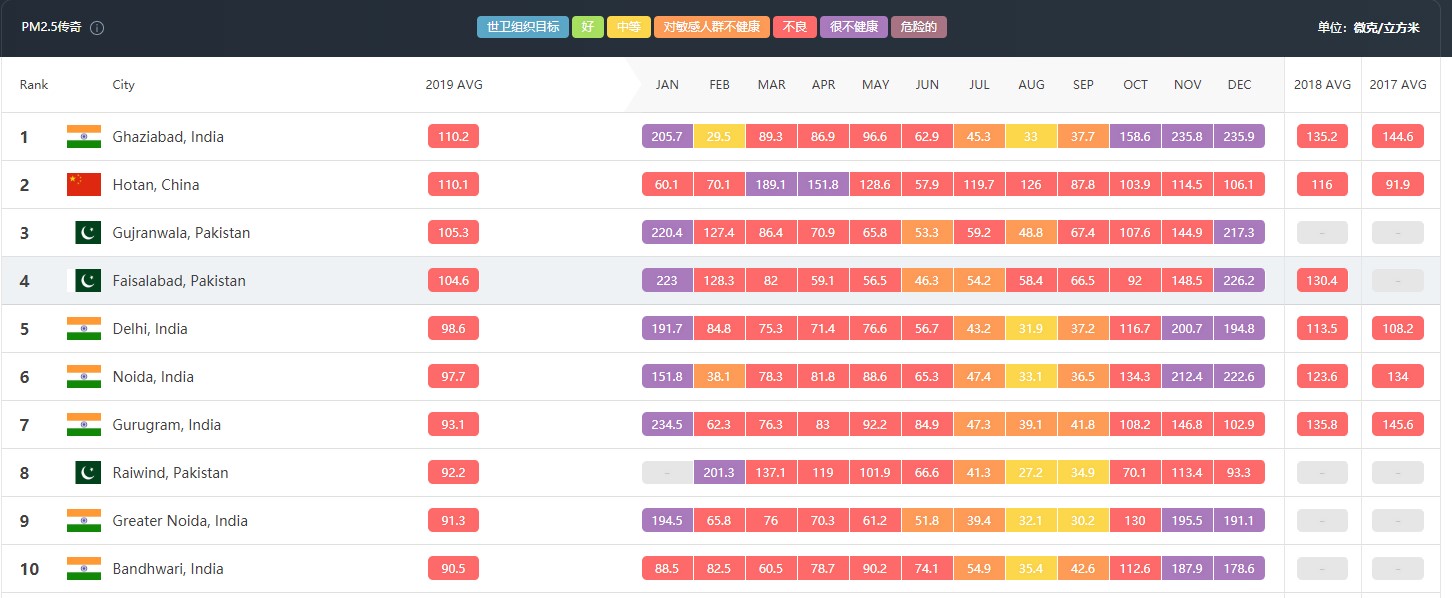 PM2.5传奇 世卫组织目标 好 中等 对敏感人群不健康 不良 很不健康 危险的 单位: 微克/立方米
Rank City 2019 AVG JAN FEB MAR APR MAY JUN JUL AUG SEP OCT NOV DEC 2018 AVG 2017 AVG
1 Ghaziabad, India 110.2 205.7 29.5 89.3 86.9 96.6 62.9 45.3 33 37.7 158.6 235.8 235.9 135.2 144.6
2 Hotan, China 110.1 60.1 70.1 189.1 151.8 128.6 57.9 119.7 126 87.8 103.9 114.5 106.1 116 91.9
3 Gujranwala, Pakistan 105.3 220.4 127.4 86.4 70.9 65.8 53.3 59.2 48.8 67.4 107.6 144.9 217.3 - -
4 Faisalabad, Pakistan 104.6 223 128.3 82 59.1 56.5 46.3 54.2 58.4 66.5 92 148.5 226.2 130.4 -
5 Delhi, India 98.6 191.7 84.8 75.3 71.4 76.6 56.7 43.2 31.9 37.2 116.7 200.7 194.8 113.5 108.2
6 Noida, India 97.7 151.8 38.1 78.3 81.8 88.6 65.3 47.4 33.1 36.5 134.3 212.4 222.6 123.6 134
7 Gurugram, India 93.1 234.5 62.3 76.3 83 92.2 84.9 47.3 39.1 41.8 108.2 146.8 102.9 135.8 145.6
8 Raiwind, Pakistan 92.2 - 201.3 137.1 119 101.9 66.6 41.3 27.2 34.9 70.1 113.4 93.3 - -
9 Greater Noida, India 91.3 194.5 65.8 76 70.3 61.2 51.8 39.4 32.1 30.2 130 195.5 191.1 - -
10 Bandhwari, India 90.5 88.5 82.5 60.5 78.7 90.2 74.1 54.9 35.4 42.6 112.6 187.9 178.6 - -